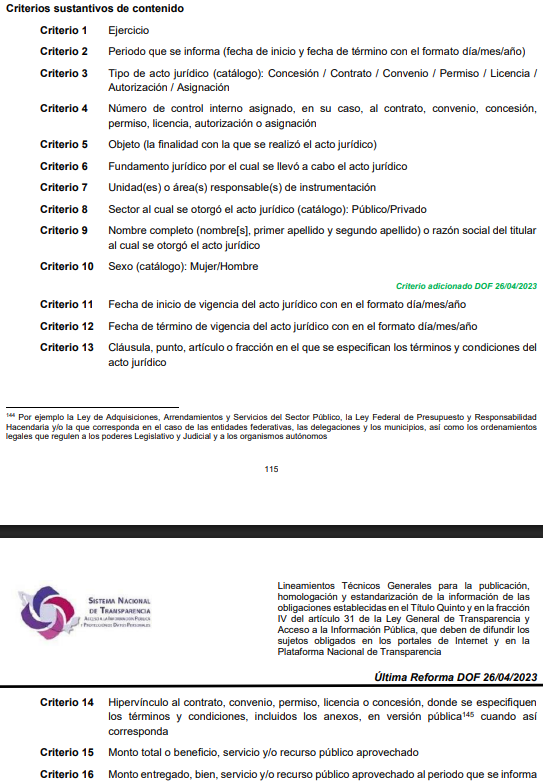 Criterios sustantivos de contenido
Criterio 1 Ejercicio
Criterio 2 Periodo que se informa (fecha de inicio y fecha de término con el formato día/mes/año)
Criterio 3 Tipo de acto jurídico (catálogo): Concesión / Contrato / Convenio / Permiso / Licencia /
Autorización / Asignación
Criterio 4 Número de control interno asignado, en su caso, al contrato, convenio, concesión,
permiso, licencia, autorización o asignación
Criterio 5 Objeto (la finalidad con la que se realizó el acto jurídico)
Criterio 6 Fundamento jurídico por el cual se llevó a cabo el acto jurídico
Criterio 7 Unidad(es) o área(s) responsable(s) de instrumentación
Criterio 8 Sector al cual se otorgó el acto jurídico (catálogo): Público/Privado
Criterio 9 Nombre completo (nombre[s], primer apellido y segundo apellido) o razón social del titular
al cual se otorgó el acto jurídico
Criterio 10 Sexo (catálogo): Mujer/Hombre
Criterio adicionado DOF 26/04/2023
Criterio 11 Fecha de inicio de vigencia del acto jurídico con en el formato día/mes/año
Criterio 12 Fecha de término de vigencia del acto jurídico con en el formato día/mes/año
Criterio 13 Cláusula, punto, artículo o fracción en el que se especifican los términos y condiciones del
acto jurídico
144 Por ejemplo la Ley de Adquisiciones, Arrendamientos y Servicios del Sector Público, la Ley Federal de Presupuesto y Responsabilidad
Hacendaria y/o la que corresponda en el caso de las entidades federativas, las delegaciones y los municipios, así como los ordenamientos
legales que regulen a los poderes Legislativo y Judicial y a los organismos autónomos
115
SISTEMA NACIONAL
DE TRANSPARENCIA
ACCESO A LA INFORMACIÓN PÚBLICA
Y PROTECCIÓN DE DATOS PERSONALES
Lineamientos Técnicos Generales para la publicación,
homologación y estandarización de la información de las
obligaciones establecidas en el Título Quinto y en la fracción
IV del artículo 31 de la Ley General de Transparencia y
Acceso a la Información Pública, que deben de difundir los
sujetos obligados en los portales de Internet y en la
Plataforma Nacional de Transparencia
Última Reforma DOF 26/04/2023
Criterio 14 Hipervínculo al contrato, convenio, permiso, licencia o concesión, donde se especifiquen
los términos y condiciones, incluidos los anexos, en versión pública145 cuando así
corresponda
Criterio 15 Monto total o beneficio, servicio y/o recurso público aprovechado
Criterio 16 Monto entregado, bien, servicio y/o recurso público aprovechado al periodo que se informa